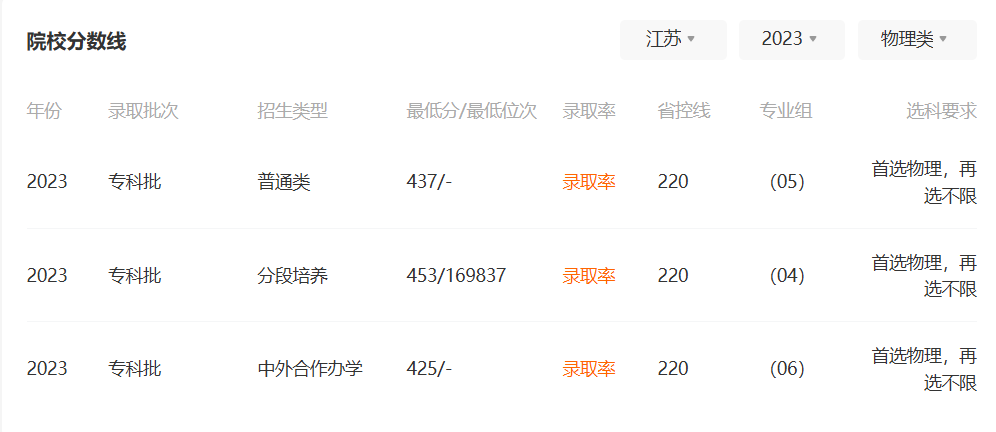 院校分数线 江苏 2023 物理类
年份 录取批次 招生类型 最低分/最低位次 录取率 省控线 专业组 选科要求
2023 专科批 普通类 437/- 录取率 220 (05) 首选物理，再
选不限
2023 专科批 分段培养 453/169837 录取率 220 (04) 首选物理，再
选不限
2023 专科批 中外合作办学 425/- 录取率 220 (06) 首选物理，再
选不限